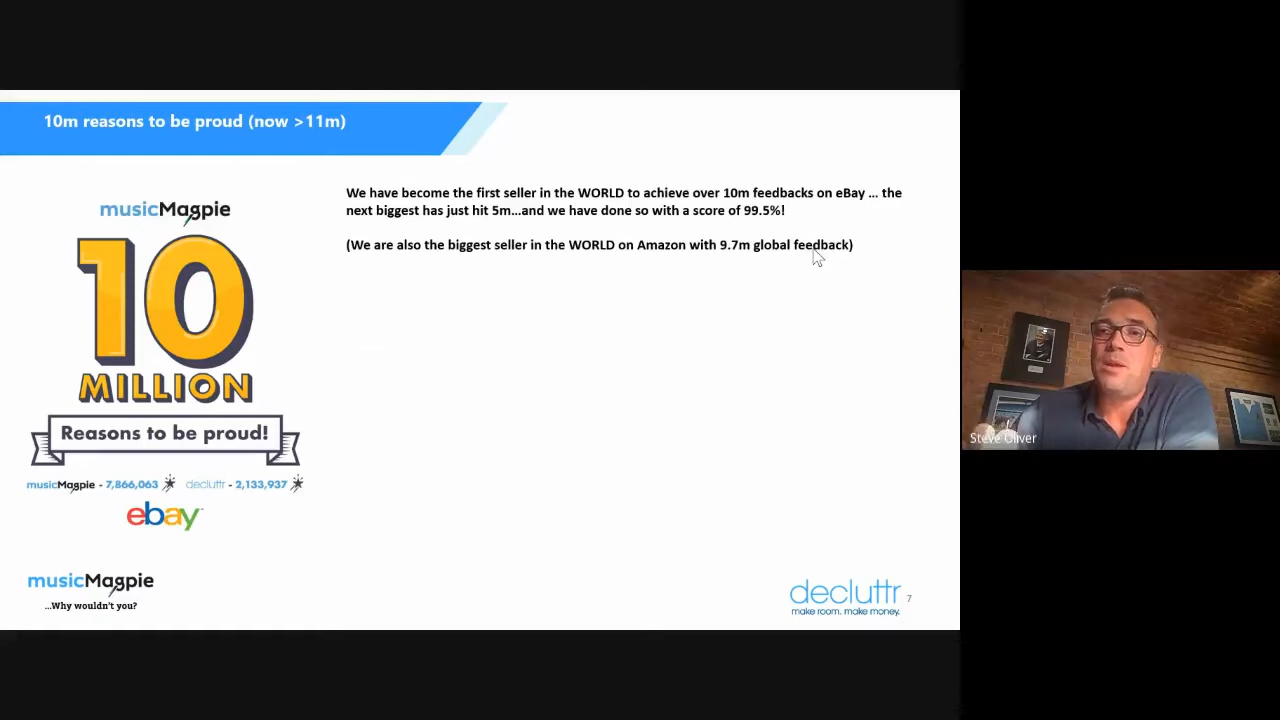 10m reasons to be proud (now >11m)
musicMagpie
10
MILLION
Reasons to be proud!
musicMagpie - 7,866,063 decluttr - 2,133,937
ebay
We have become the first seller in the WORLD to achieve over 10m feedbacks on eBay ... the
next biggest has just hit 5m...and we have done so with a score of 99.5%!
(We are also the biggest seller in the WORLD on Amazon with 9.7m global feedback)
musicMagpie
...Why wouldn't you?
decluttr
make room. make money.
7
Steve Oliver